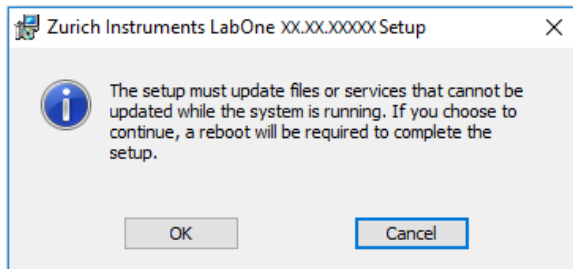 Zurich Instruments LabOne XX.XX.XXXXX Setup
The setup must update files or services that cannot be
updated while the system is running. If you choose to
continue, a reboot will be required to complete the
setup.
OK Cancel